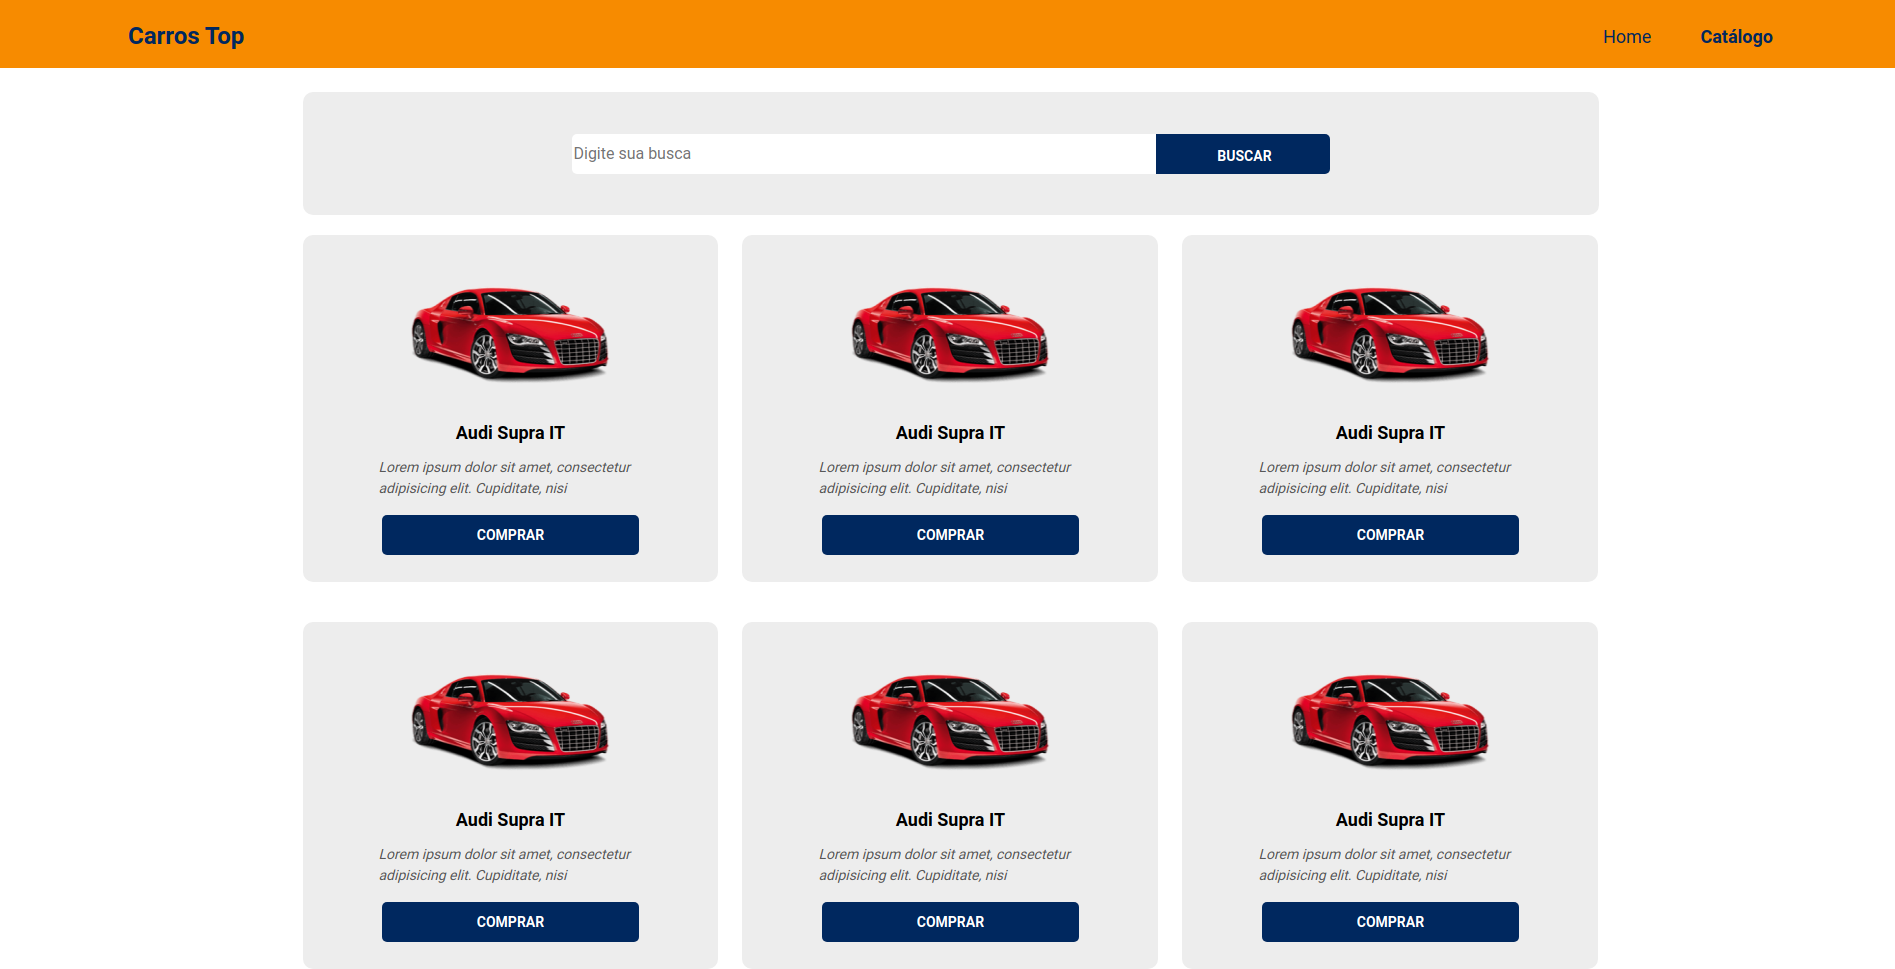 Carros Top
Home
Catálogo
Digite sua busca
BUSCAR
Audi Supra IT
Lorem ipsum dolor sit amet, consectetur
adipisicing elit. Cupiditate, nisi
COMPRAR
Audi Supra IT
Lorem ipsum dolor sit amet, consectetur
adipisicing elit. Cupiditate, nisi
COMPRAR
Audi Supra IT
Lorem ipsum dolor sit amet, consectetur
adipisicing elit. Cupiditate, nisi
COMPRAR
Audi Supra IT
Lorem ipsum dolor sit amet, consectetur
adipisicing elit. Cupiditate, nisi
COMPRAR
Audi Supra IT
Lorem ipsum dolor sit amet, consectetur
adipisicing elit. Cupiditate, nisi
COMPRAR
Audi Supra IT
Lorem ipsum dolor sit amet, consectetur
adipisicing elit. Cupiditate, nisi
COMPRAR